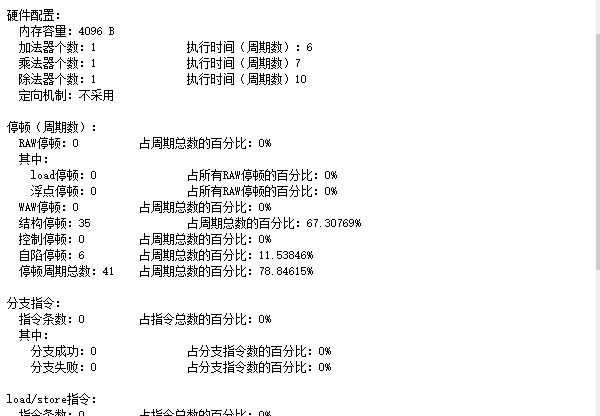 硬件配置：
内存容量：4096 B
加法器个数：1 执行时间（周期数）：6
乘法器个数：1 执行时间（周期数）7
除法器个数：1 执行时间（周期数）10
定向机制：不采用
停顿（周期数）：
RAW停顿：0 占周期总数的百分比：0%
其中：
load停顿：0 占所有RAW停顿的百分比：0%
浮点停顿：0 占所有RAW停顿的百分比：0%
WAW停顿：0 占周期总数的百分比：0%
结构停顿：35 占周期总数的百分比：67.30769%
控制停顿：0 占周期总数的百分比：0%
自陷停顿：6 占周期总数的百分比：11.53846%
停顿周期总数：41 占周期总数的百分比：78.84615%
分支指令：
指令条数：0 占指令总数的百分比：0%
其中：
分支成功：0 占分支指令数的百分比：0%
分支失败：0 占分支指令数的百分比：0%
load/store指令：
指令条数：0 占指令总数的百分比：0%